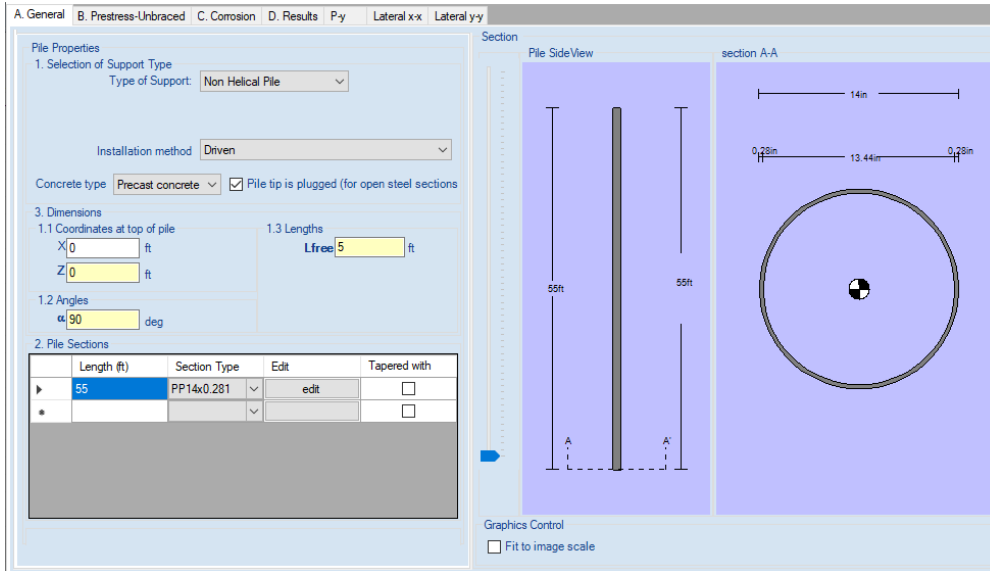 A. General B. Prestress-Unbraced C. Corrosion D. Results P-y Lateral x-x Lateral y-y
Pile Properties
1. Selection of Support Type
Type of Support: Non Helical Pile
Installation method Driven
Concrete type Precast concrete Pile tip is plugged (for open steel sections
3. Dimensions
1.1 Coordinates at top of pile
X 0 ft
Z 0 ft
1.2 Angles
α 90 deg
1.3 Lengths
Lfree 5 ft
2. Pile Sections
Length (ft) Section Type Edit Tapered with
55 PP14x0.281 edit
Section
Pile SideView
55ft 55ft
A A'
section A-A
14in
0.28in 13.44in 0.28in
Graphics Control
Fit to image scale